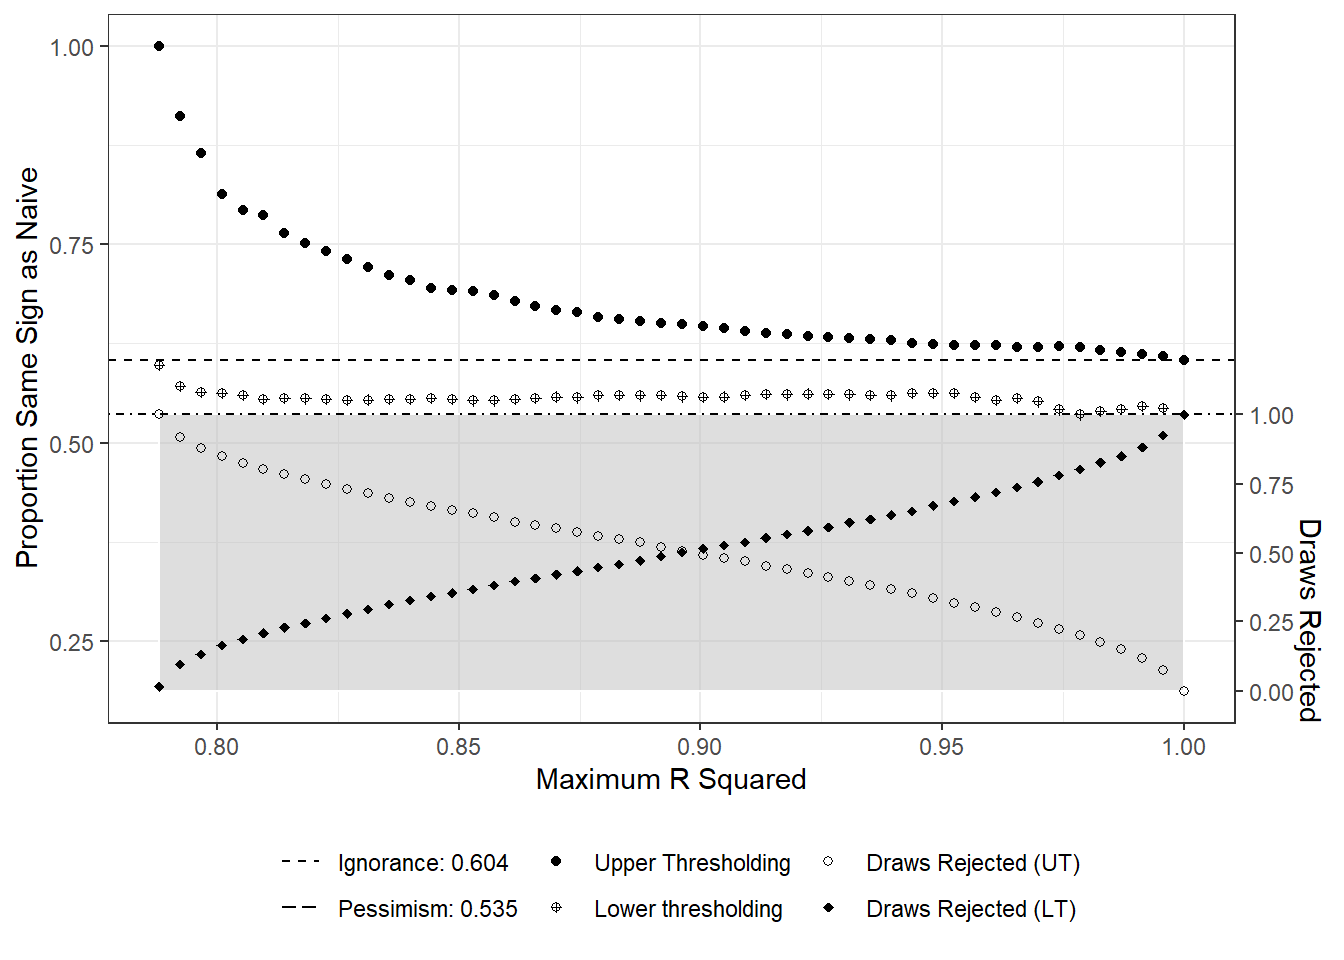 Proportion Same Sign as Naive
1.00
0.75
0.50
0.25
1.00
0.75
0.50
0.25
0.00
Draws Rejected
0.80 0.85 0.90 0.95 1.00
Maximum R Squared
Ignorance: 0.604 Upper Thresholding Draws Rejected (UT)
Pessimism: 0.535 Lower thresholding Draws Rejected (LT)